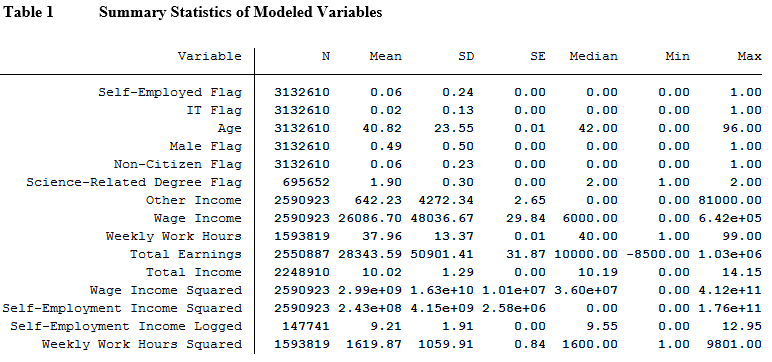 Table 1 Summary Statistics of Modeled Variables
Variable N Mean SD SE Median Min Max
Self-Employed Flag 3132610 0.06 0.24 0.00 0.00 0.00 1.00
IT Flag 3132610 0.02 0.13 0.00 0.00 0.00 1.00
Age 3132610 40.82 23.55 0.01 42.00 0.00 96.00
Male Flag 3132610 0.49 0.50 0.00 0.00 0.00 1.00
Non-Citizen Flag 3132610 0.06 0.23 0.00 0.00 0.00 1.00
Science-Related Degree Flag 695652 1.90 0.30 0.00 2.00 1.00 2.00
Other Income 2590923 642.23 4272.34 2.65 0.00 0.00 81000.00
Wage Income 2590923 26086.70 48036.67 29.84 6000.00 0.00 6.42e+05
Weekly Work Hours 1593819 37.96 13.37 0.01 40.00 1.00 99.00
Total Earnings 2550887 28343.59 50901.41 31.87 10000.00 -8500.00 1.03e+06
Total Income 2248910 10.02 1.29 0.00 10.19 0.00 14.15
Wage Income Squared 2590923 2.99e+09 1.63e+10 1.01e+07 3.60e+07 0.00 4.12e+11
Self-Employment Income Squared 2590923 2.43e+08 4.15e+09 2.58e+06 0.00 0.00 1.76e+11
Self-Employment Income Logged 147741 9.21 1.91 0.00 9.55 0.00 12.95
Weekly Work Hours Squared 1593819 1619.87 1059.91 0.84 1600.00 1.00 9801.00